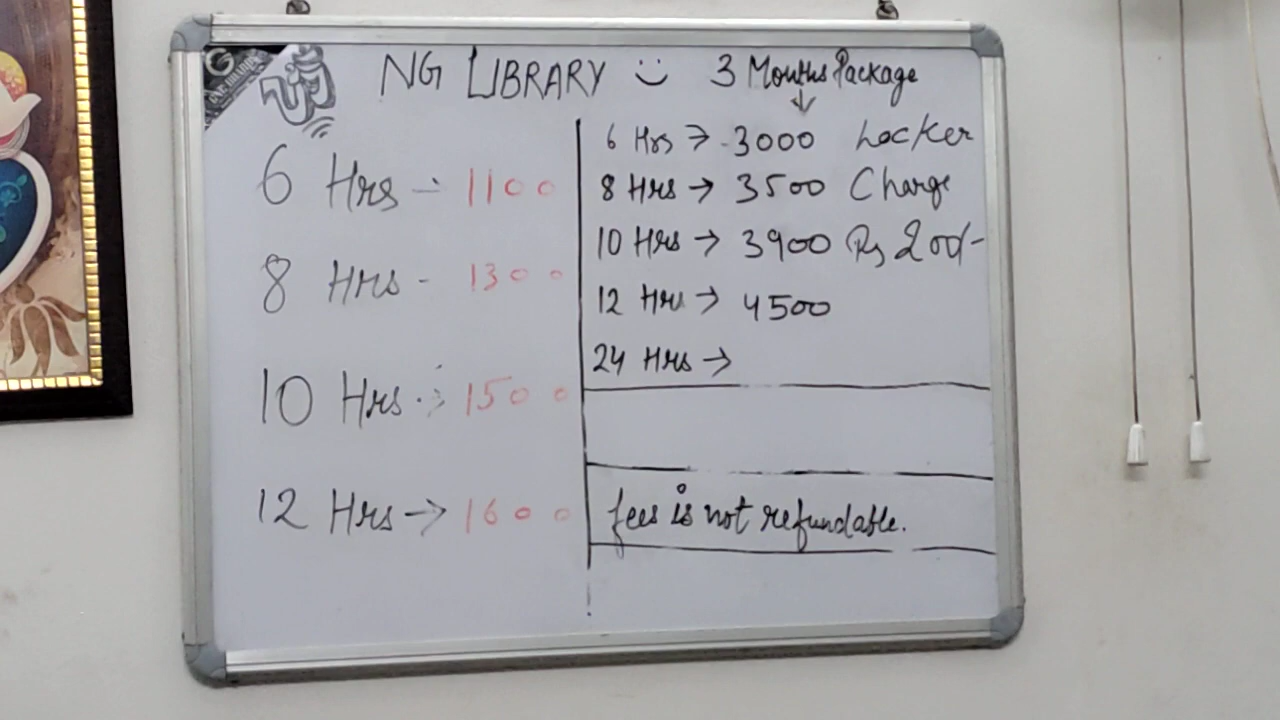 NG LIBRARY 3 Months Package
6 Hrs - 1100
8 Hrs - 1300
10 Hrs 1500
12 Hrs → 1600
6 Hrs → 3000 Locker
8 Hrs → 3500 Charge
10 Hrs → 3900 Rs 200/-
12 Hrs → 4500
24 Hrs →
fees is not refundable.